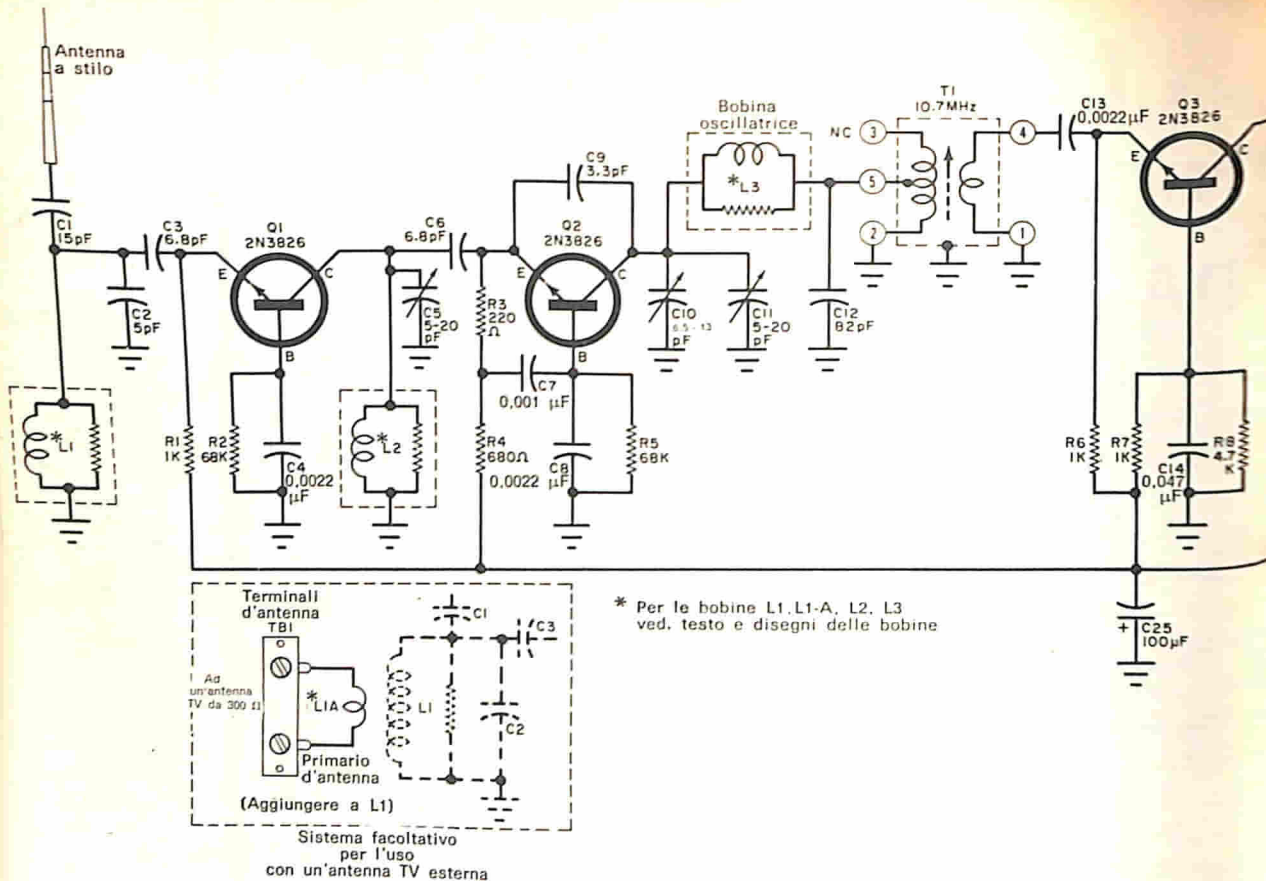 Antenna
a stilo
C1
15pF
C2
5pF
C3
6.8pF
Q1
2N3826
E
C
B
*L1
R1
1K
R2
68K
C4
0,0022
µF
C5
5-20
pF
*L2
C6
6.8pF
R3
220
Ω
C7
0,001 µF
R4
680Ω
0,0022
C8
µF
R5
68K
C9
3.3pF
Q2
2N3826
E
C
B
Bobina
oscillatrice
*L3
C10
6.5-13
pF
C11
5-20
pF
C12
82pF
T1
10.7MHz
NC
3
5
2
4
1
C13
0,0022µF
Q3
2N3826
E
C
B
R6
1K
R7
1K
C14
0,047
µF
R8
4.7
K
+
C25
100µF
Terminali
d'antenna
TB1
Ad
un'antenna
TV da 300 Ω
*L1A
Primario
d'antenna
(Aggiungere a L1)
L1
C1
C3
C2
Sistema facoltativo
per l'uso
con un'antenna TV esterna
* Per le bobine L1, L1-A, L2, L3
ved. testo e disegni delle bobine